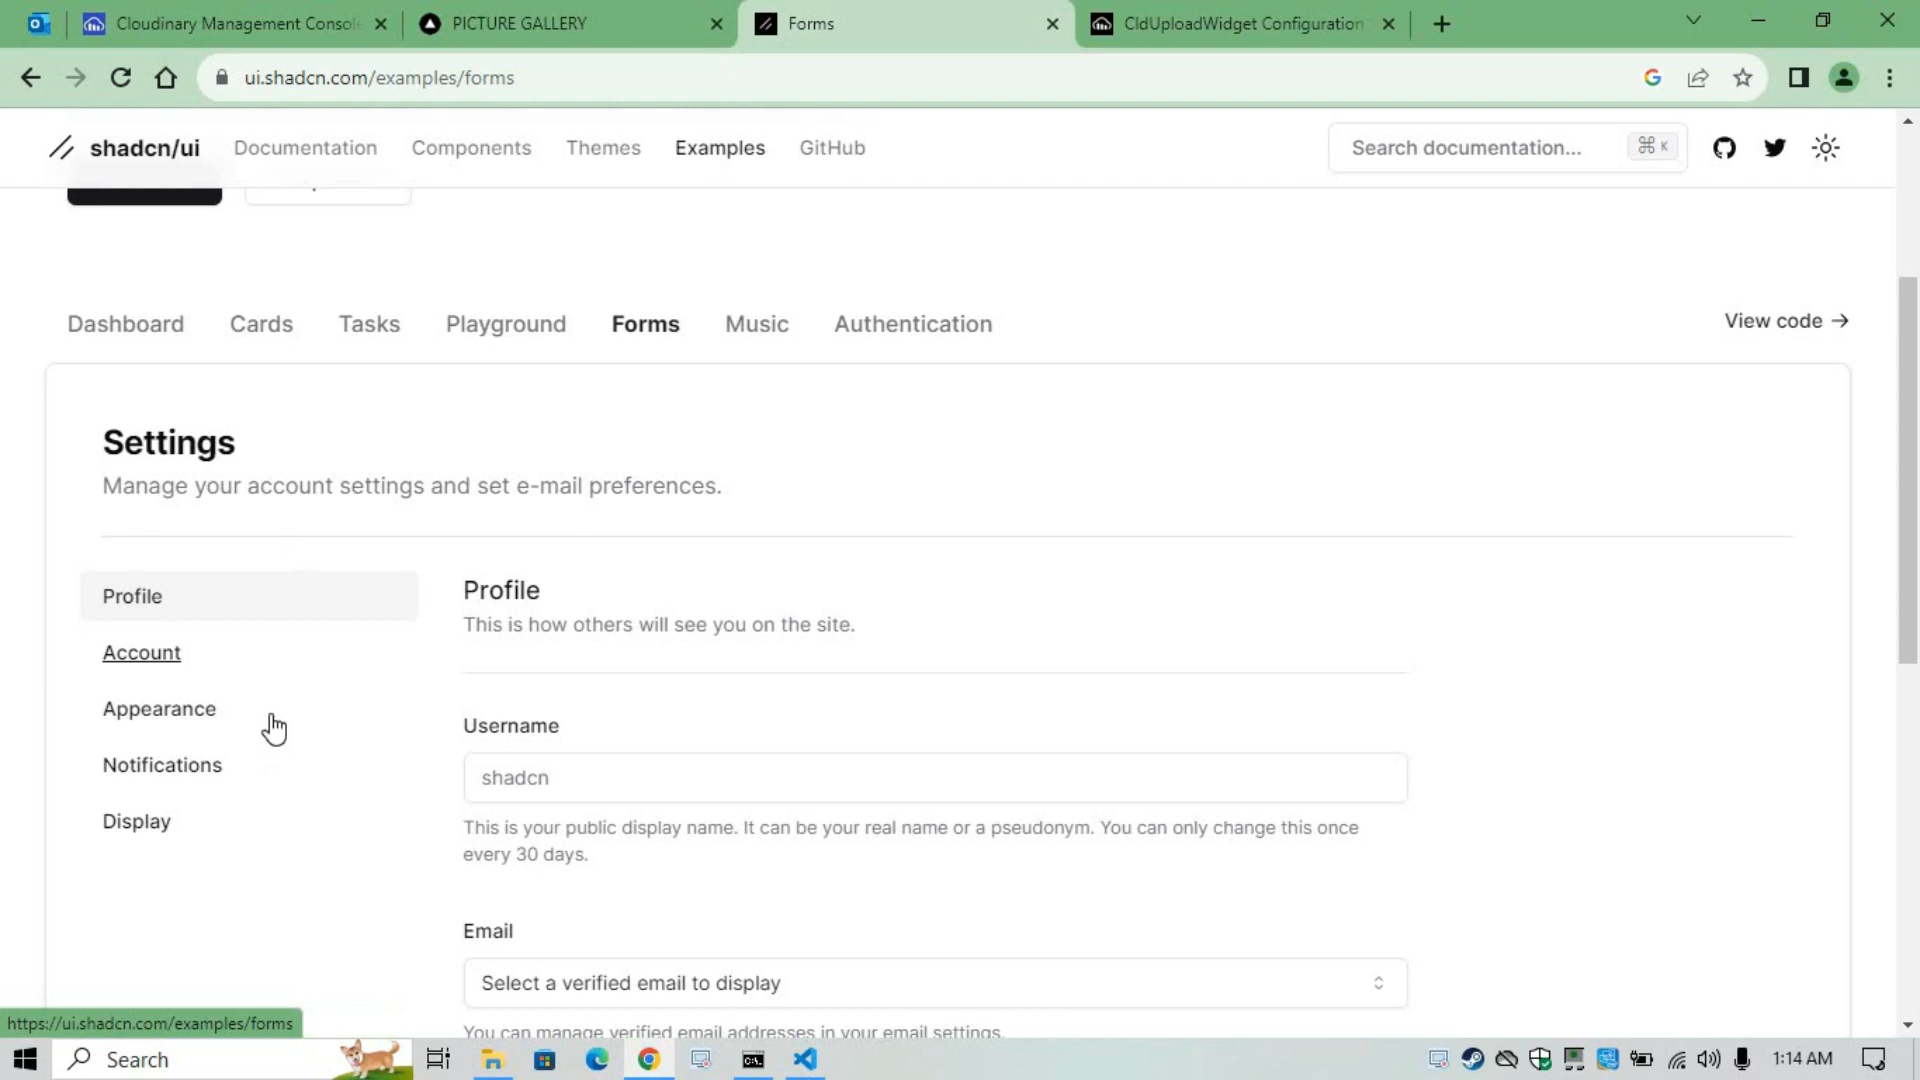 Cloudinary Management Console
PICTURE GALLERY
Forms
CldUploadWidget Configuration
ui.shadcn.com/examples/forms
shadcn/ui Documentation Components Themes Examples GitHub
Search documentation... ⌘ K
Dashboard Cards Tasks Playground Forms Music Authentication
View code →
Settings
Manage your account settings and set e-mail preferences.
Profile
Account
Appearance
Notifications
Display
Profile
This is how others will see you on the site.
Username
shadcn
This is your public display name. It can be your real name or a pseudonym. You can only change this once
every 30 days.
Email
Select a verified email to display
You can manage verified email addresses in your email settings.
https://ui.shadcn.com/examples/forms
Search
1:14 AM